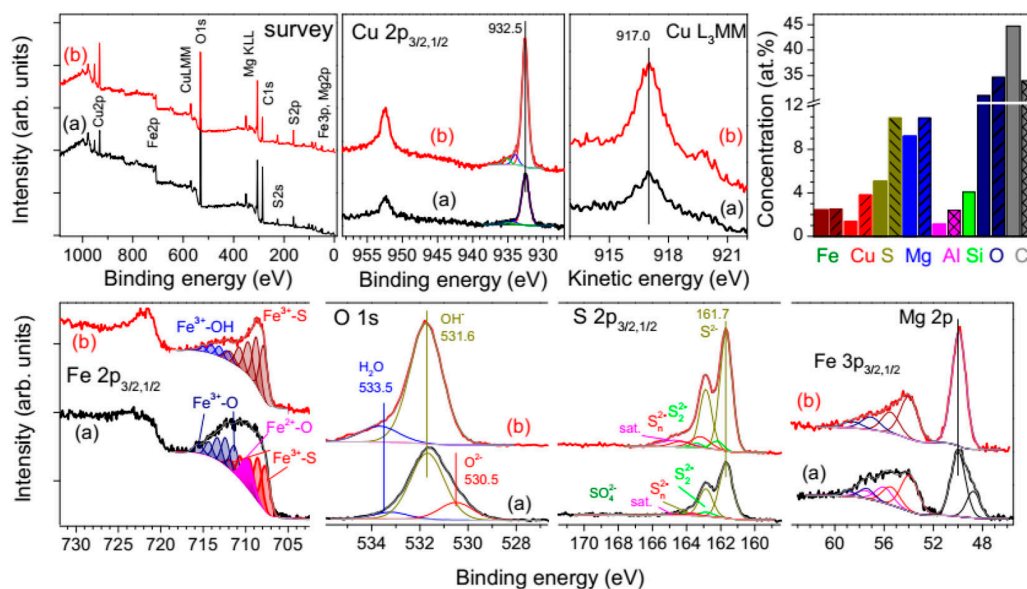 survey
(b)
(a)
Cu2p
Fe2p
CuLMM
O1s
Mg KLL
C1s
S2s
S2p
Fe3p, Mg2p
Intensity (arb. units)
1000 800 600 400 200 0
Binding energy (eV)
Cu 2p3/2,1/2
932.5
(b)
(a)
955 950 945 940 935 930
Binding energy (eV)
Cu L3MM
917.0
(b)
(a)
915 918 921
Kinetic energy (eV)
Concentration (at.%)
45
35
12
8
4
0
Fe Cu S Mg Al Si O C
Intensity (arb. units)
Fe3+-OH
Fe3+-S
(b)
Fe 2p3/2,1/2
Fe3+-O
Fe2+-O
(a)
Fe3+-S
730 725 720 715 710 705
O 1s
OH-
531.6
H2O
533.5
(b)
O2-
530.5
(a)
534 532 530 528
S 2p3/2,1/2
161.7
S2-
sat.
Sn2-
S22-
(b)
SO42-
sat.
Sn2-
S22-
(a)
170 168 166 164 162 160
Mg 2p
Fe 3p3/2,1/2
(b)
(a)
60 56 52 48
Binding energy (eV)